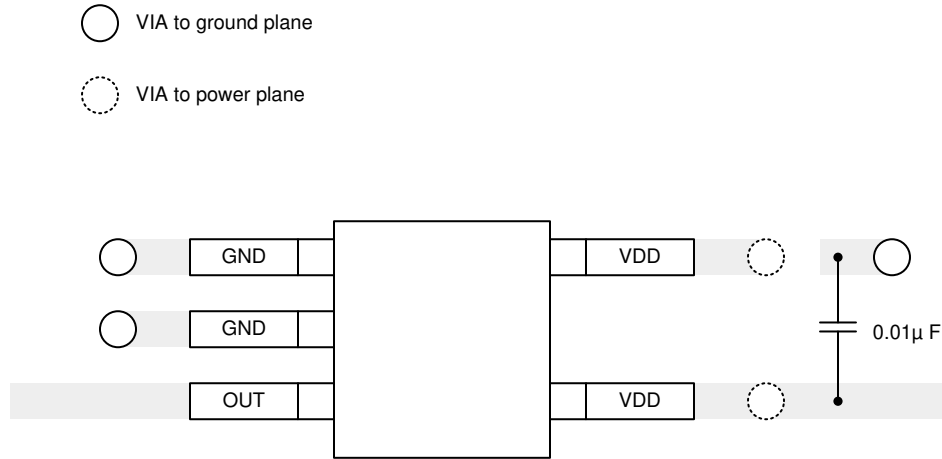 VIA to ground plane
VIA to power plane
GND
VDD
GND
0.01µ F
OUT
VDD